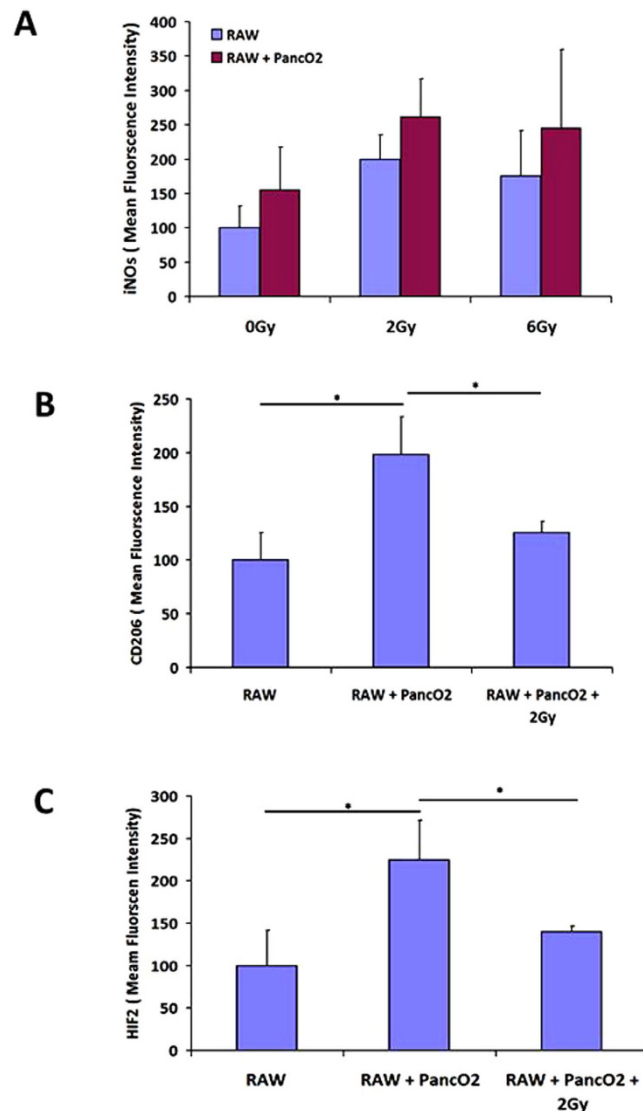 A
RAW
RAW + PancO2
iNOs ( Mean Fluorscence Intensity)
400
350
300
250
200
150
100
50
0
0Gy
2Gy
6Gy
B
CD206 ( Mean Fluorescence Intensity)
250
200
150
100
50
0
*
*
RAW
RAW + PancO2
RAW + PancO2 +
2Gy
C
HIF2 ( Meam Fluorscen Intensity)
300
250
200
150
100
50
0
*
*
RAW
RAW + PancO2
RAW + PancO2 +
2Gy